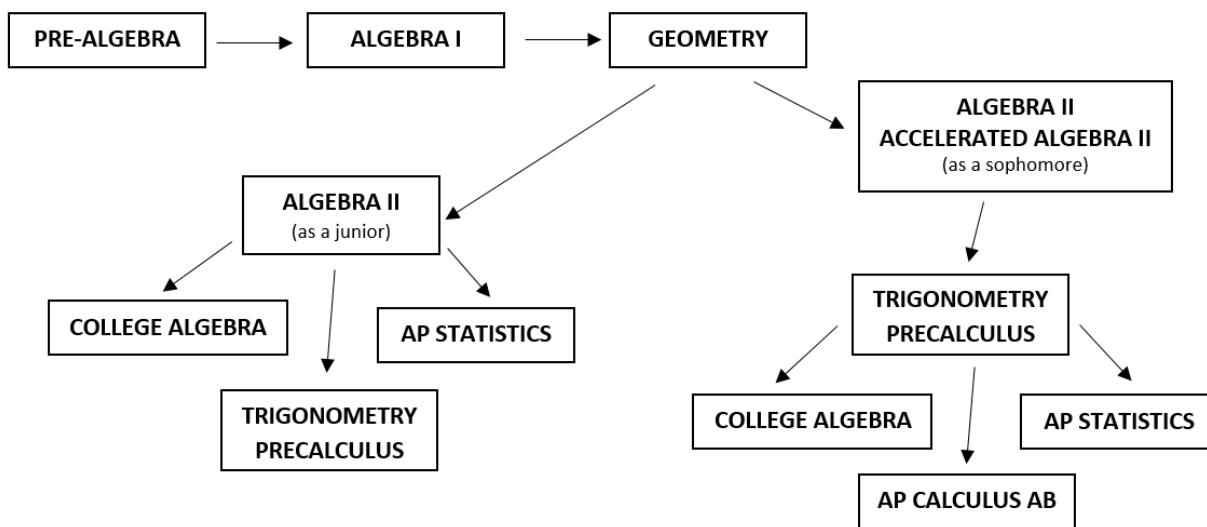 PRE-ALGEBRA
ALGEBRA I
GEOMETRY
ALGEBRA II
ACCELERATED ALGEBRA II
(as a sophomore)
ALGEBRA II
(as a junior)
COLLEGE ALGEBRA
AP STATISTICS
TRIGONOMETRY
PRECALCULUS
TRIGONOMETRY
PRECALCULUS
COLLEGE ALGEBRA
AP STATISTICS
AP CALCULUS AB